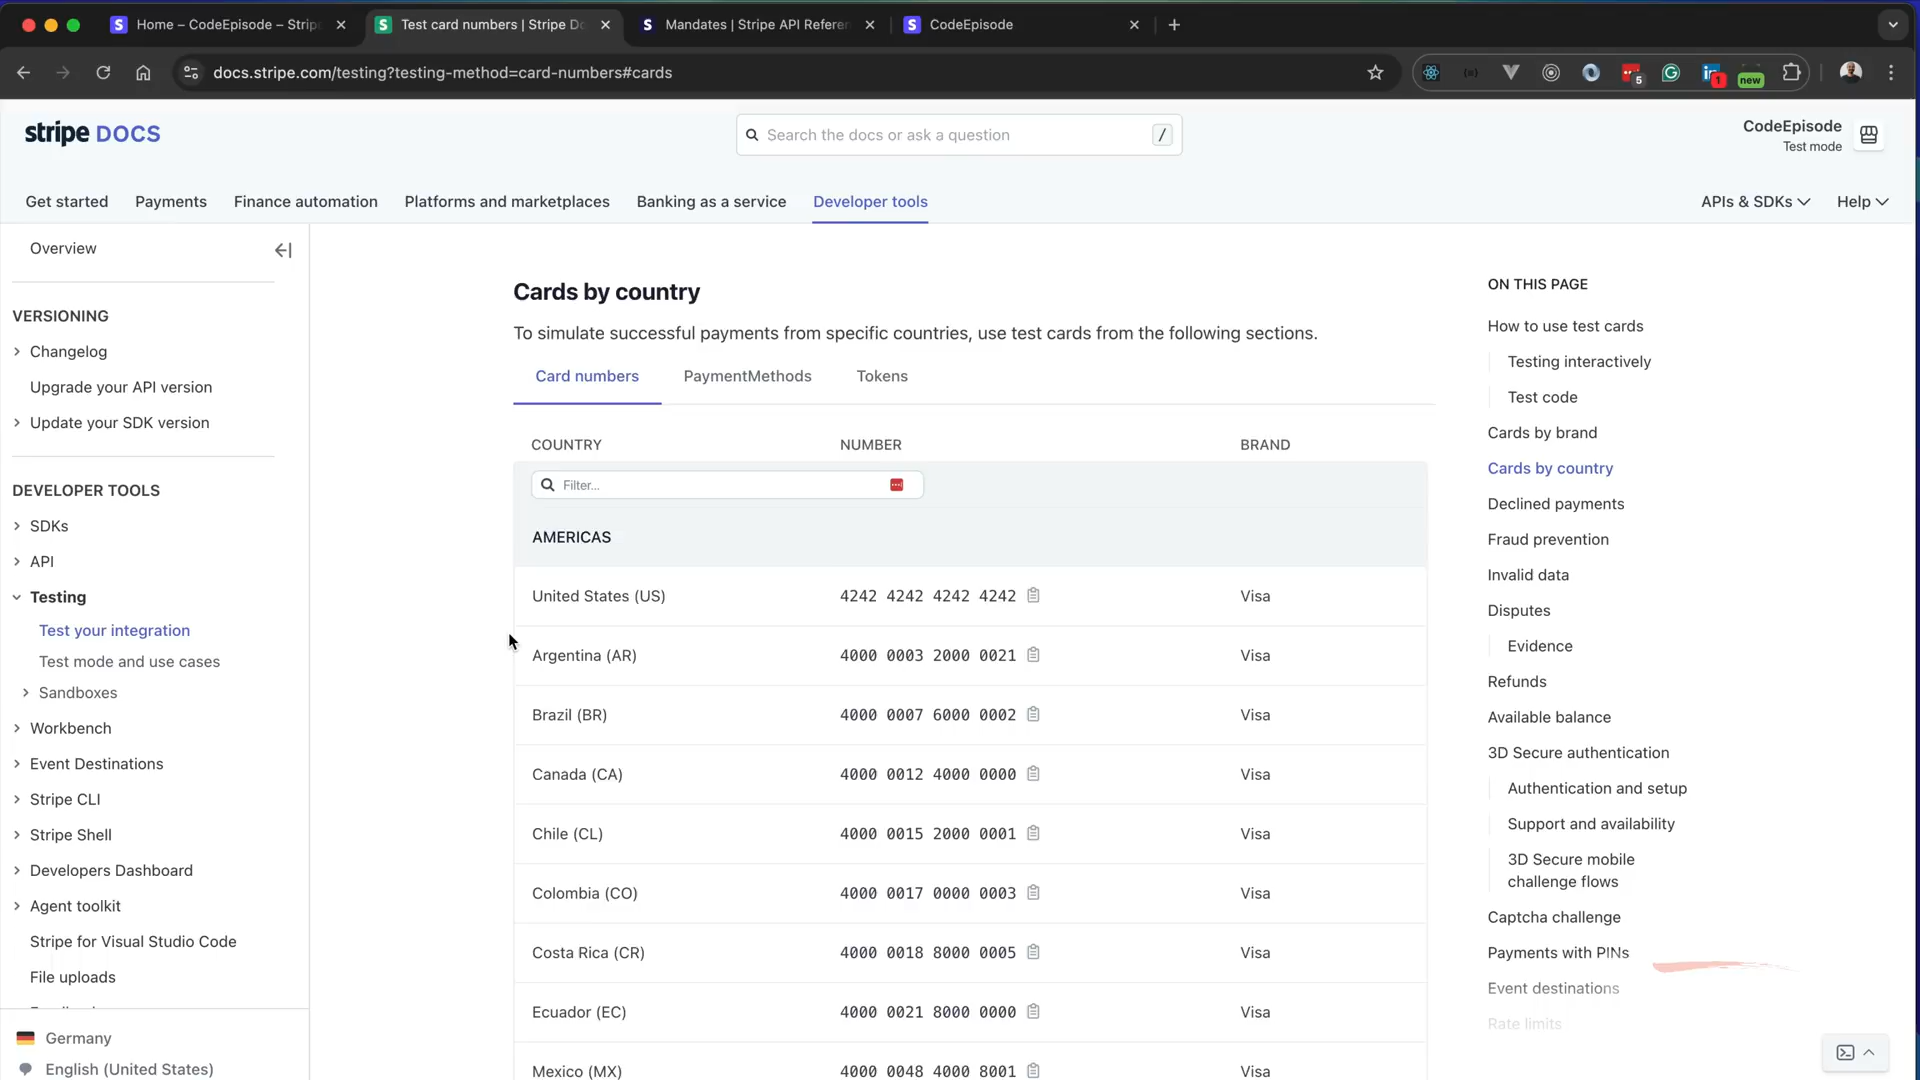 Home – CodeEpisode – Strip
Test card numbers | Stripe Do
Mandates | Stripe API Referen
CodeEpisode
docs.stripe.com/testing?testing-method=card-numbers#cards
5
1
new
stripe DOCS
Search the docs or ask a question
/
CodeEpisode
Test mode
Get started
Payments
Finance automation
Platforms and marketplaces
Banking as a service
Developer tools
APIs & SDKs
Help
Overview
VERSIONING
Changelog
Upgrade your API version
Update your SDK version
DEVELOPER TOOLS
SDKs
API
Testing
Test your integration
Test mode and use cases
Sandboxes
Workbench
Event Destinations
Stripe CLI
Stripe Shell
Developers Dashboard
Agent toolkit
Stripe for Visual Studio Code
File uploads
Germany
English (United States)
Cards by country
To simulate successful payments from specific countries, use test cards from the following sections.
Card numbers
PaymentMethods
Tokens
COUNTRY NUMBER BRAND
Filter...
AMERICAS
United States (US) 4242 4242 4242 4242 Visa
Argentina (AR) 4000 0003 2000 0021 Visa
Brazil (BR) 4000 0007 6000 0002 Visa
Canada (CA) 4000 0012 4000 0000 Visa
Chile (CL) 4000 0015 2000 0001 Visa
Colombia (CO) 4000 0017 0000 0003 Visa
Costa Rica (CR) 4000 0018 8000 0005 Visa
Ecuador (EC) 4000 0021 8000 0000 Visa
Mexico (MX) 4000 0048 4000 8001 Visa
ON THIS PAGE
How to use test cards
Testing interactively
Test code
Cards by brand
Cards by country
Declined payments
Fraud prevention
Invalid data
Disputes
Evidence
Refunds
Available balance
3D Secure authentication
Authentication and setup
Support and availability
3D Secure mobile
challenge flows
Captcha challenge
Payments with PINs
Event destinations
Rate limits